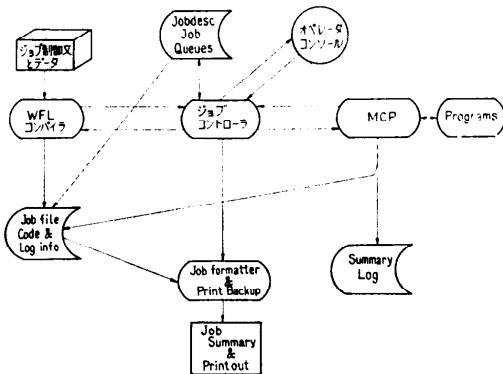 Jobdesc
Job
Queues
オペレータ
コンソール
ジョブ制御文
とデータ
WFL
コンパイラ
ジョブ
コントローラ
MCP
Programs
Job file
Code &
Log info
Job formatter
&
Print Backup
Summary
Log
Job
Summary
&
Printout